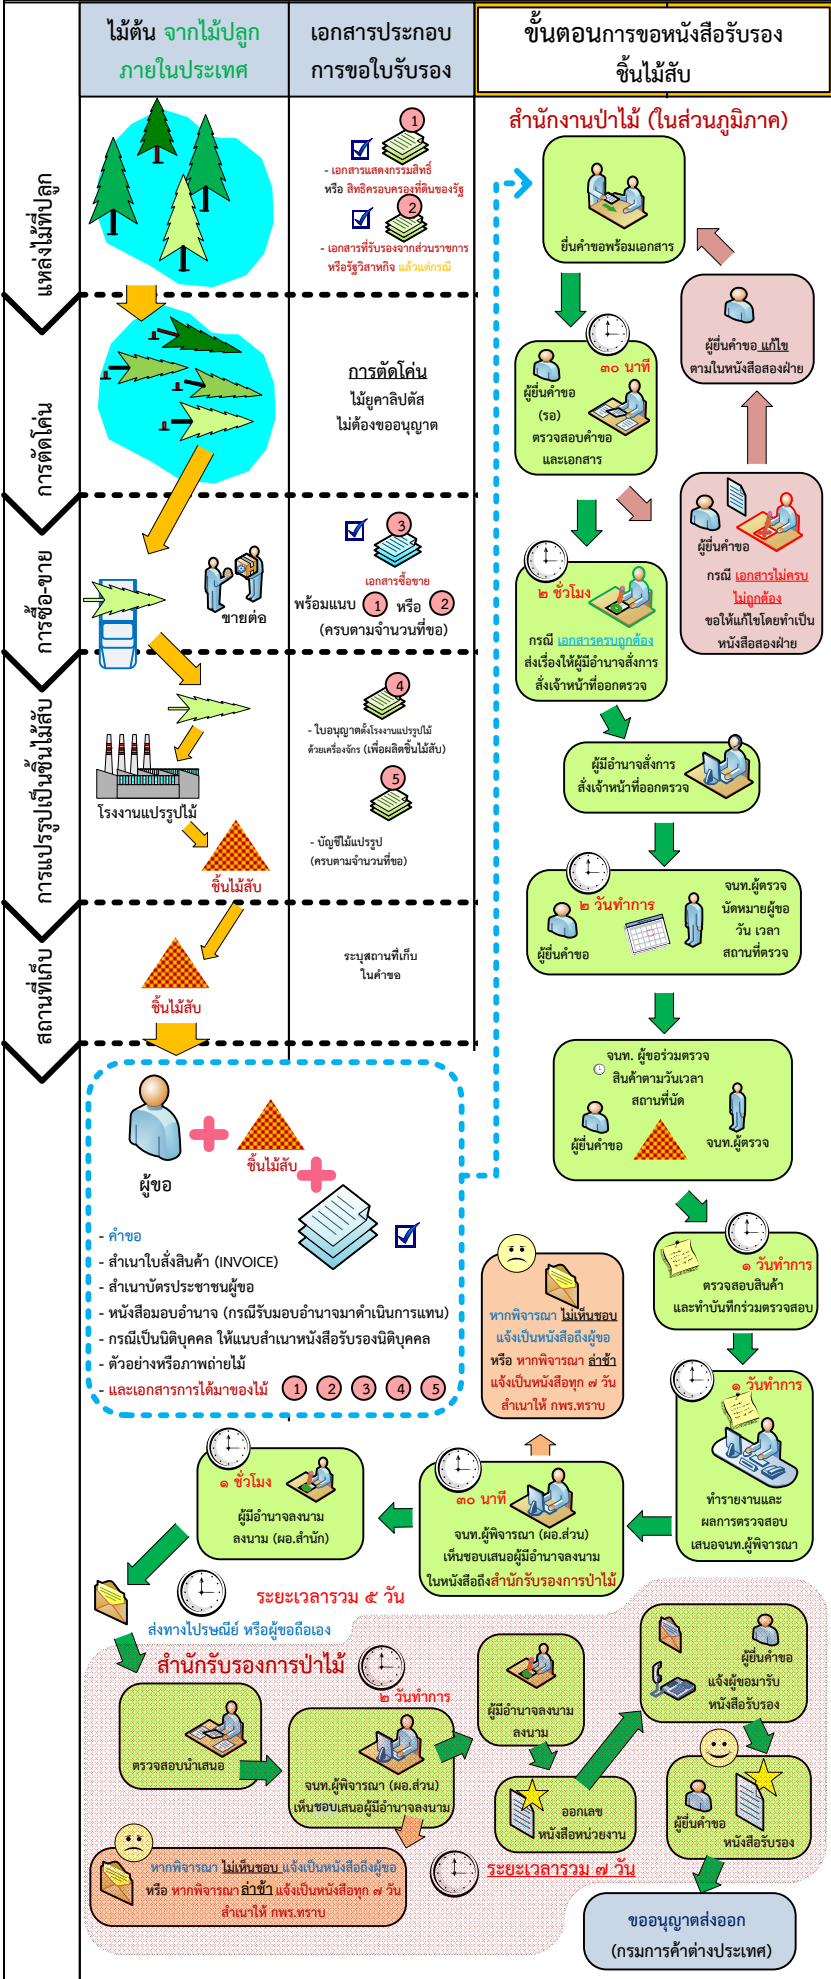 ไม้ต้น จากไม้ปลูก
ภายในประเทศ
เอกสารประกอบ
การขอใบรับรอง
ขั้นตอนการขอหนังสือรับรอง
ชิ้นไม้สับ
แหล่งไม้ที่ปลูก
1
- เอกสารแสดงกรรมสิทธิ์
หรือ สิทธิครอบครองที่ดินของรัฐ
2
- เอกสารที่รับรองจากส่วนราชการ
หรือรัฐวิสาหกิจ แล้วแต่กรณี
การตัดโค่น
การตัดโค่น
ไม้ยูคาลิปตัส
ไม่ต้องขออนุญาต
การซื้อ-ขาย
ขายต่อ
3
เอกสารซื้อขาย
พร้อมแนบ 1 หรือ 2
(ครบตามจำนวนที่ขอ)
การแปรรูปเป็นชิ้นไม้สับ
โรงงานแปรรูปไม้
ชิ้นไม้สับ
4
- ใบอนุญาตตั้งโรงงานแปรรูปไม้
ด้วยเครื่องจักร (เพื่อผลิตชิ้นไม้สับ)
5
- บัญชีไม้แปรรูป
(ครบตามจำนวนที่ขอ)
สถานที่เก็บ
ชิ้นไม้สับ
ระบุสถานที่เก็บ
ในคำขอ
ผู้ขอ
ชิ้นไม้สับ
- คำขอ
- สำเนาใบสั่งสินค้า (INVOICE)
- สำเนาบัตรประชาชนผู้ขอ
- หนังสือมอบอำนาจ (กรณีรับมอบอำนาจมาดำเนินการแทน)
- กรณีเป็นนิติบุคคล ให้แนบสำเนาหนังสือรับรองนิติบุคคล
- ตัวอย่างหรือภาพถ่ายไม้
- และเอกสารการได้มาของไม้ 1 2 3 4 5
สำนักงานป่าไม้ (ในส่วนภูมิภาค)
ยื่นคำขอพร้อมเอกสาร
๓๐ นาที
ผู้ยื่นคำขอ
(รอ)
ตรวจสอบคำขอ
และเอกสาร
ผู้ยื่นคำขอ แก้ไข
ตามในหนังสือสองฝ่าย
ผู้ยื่นคำขอ
กรณี เอกสารไม่ครบ
ไม่ถูกต้อง
ขอให้แก้ไขโดยทำเป็น
หนังสือสองฝ่าย
๒ ชั่วโมง
กรณี เอกสารครบถูกต้อง
ส่งเรื่องให้ผู้มีอำนาจสั่งการ
สั่งเจ้าหน้าที่ออกตรวจ
ผู้มีอำนาจสั่งการ
สั่งเจ้าหน้าที่ออกตรวจ
๒ วันทำการ
ผู้ยื่นคำขอ
จนท.ผู้ตรวจ
นัดหมายผู้ขอ
วัน เวลา
สถานที่ตรวจ
จนท. ผู้ขอร่วมตรวจ
สินค้าตามวันเวลา
สถานที่นัด
ผู้ยื่นคำขอ
จนท.ผู้ตรวจ
๑ วันทำการ
ตรวจสอบสินค้า
และทำบันทึกร่วมตรวจสอบ
๑ วันทำการ
ทำรายงานและ
ผลการตรวจสอบ
เสนอจนท.ผู้พิจารณา
หากพิจารณา ไม่เห็นชอบ
แจ้งเป็นหนังสือถึงผู้ขอ
หรือ หากพิจารณา ล่าช้า
แจ้งเป็นหนังสือทุก ๗ วัน
สำเนาให้ กพร.ทราบ
๓๐ นาที
จนท.ผู้พิจารณา (ผอ.ส่วน)
เห็นชอบเสนอผู้มีอำนาจลงนาม
ในหนังสือถึงสำนักรับรองการป่าไม้
๑ ชั่วโมง
ผู้มีอำนาจลงนาม
ลงนาม (ผอ.สำนัก)
ระยะเวลารวม ๕ วัน
ส่งทางไปรษณีย์ หรือผู้ขอถือเอง
สำนักรับรองการป่าไม้
ตรวจสอบนำเสนอ
๒ วันทำการ
จนท.ผู้พิจารณา (ผอ.ส่วน)
เห็นชอบเสนอผู้มีอำนาจลงนาม
ผู้มีอำนาจลงนาม
ลงนาม
ออกเลข
หนังสือหน่วยงาน
ผู้ยื่นคำขอ
แจ้งผู้ขอมารับ
หนังสือรับรอง
ผู้ยื่นคำขอ
หนังสือรับรอง
หากพิจารณา ไม่เห็นชอบ แจ้งเป็นหนังสือถึงผู้ขอ
หรือ หากพิจารณา ล่าช้า แจ้งเป็นหนังสือทุก ๗ วัน
สำเนาให้ กพร.ทราบ
ระยะเวลารวม ๗ วัน
ขออนุญาตส่งออก
(กรมการค้าต่างประเทศ)